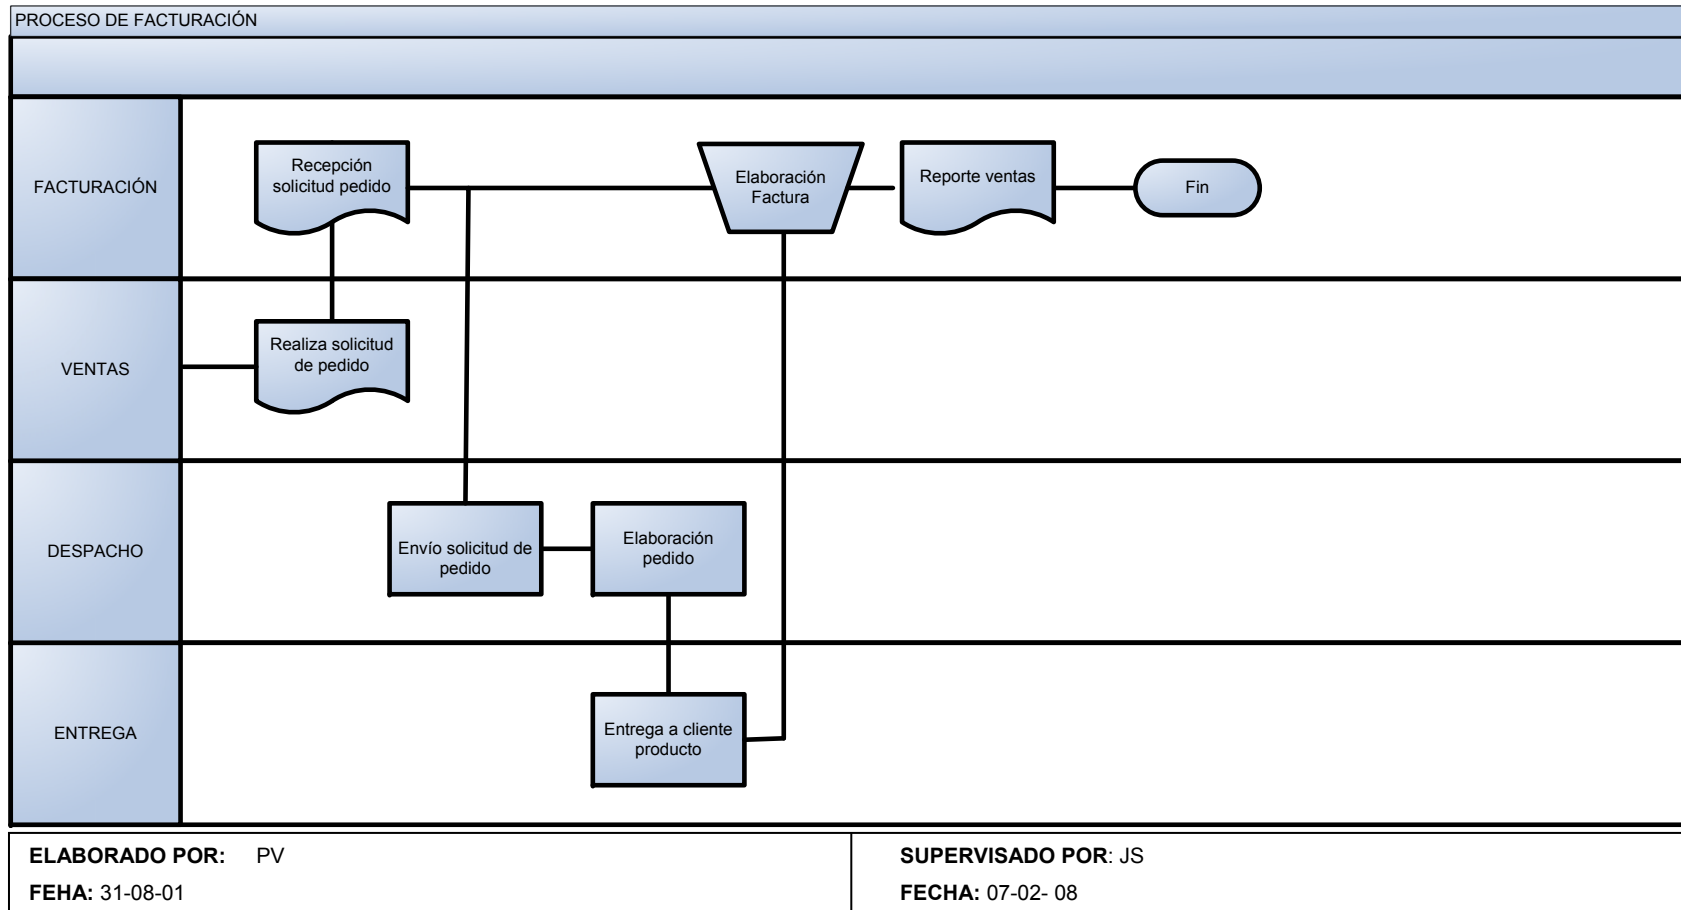 PROCESO DE FACTURACIÓN
FACTURACIÓN
Recepción
solicitud pedido
Elaboración
Factura
Reporte ventas
Fin
VENTAS
Realiza solicitud
de pedido
DESPACHO
Envío solicitud de
pedido
Elaboración
pedido
ENTREGA
Entrega a cliente
producto
ELABORADO POR: PV
FEHA: 31-08-01
SUPERVISADO POR: JS
FECHA: 07-02- 08